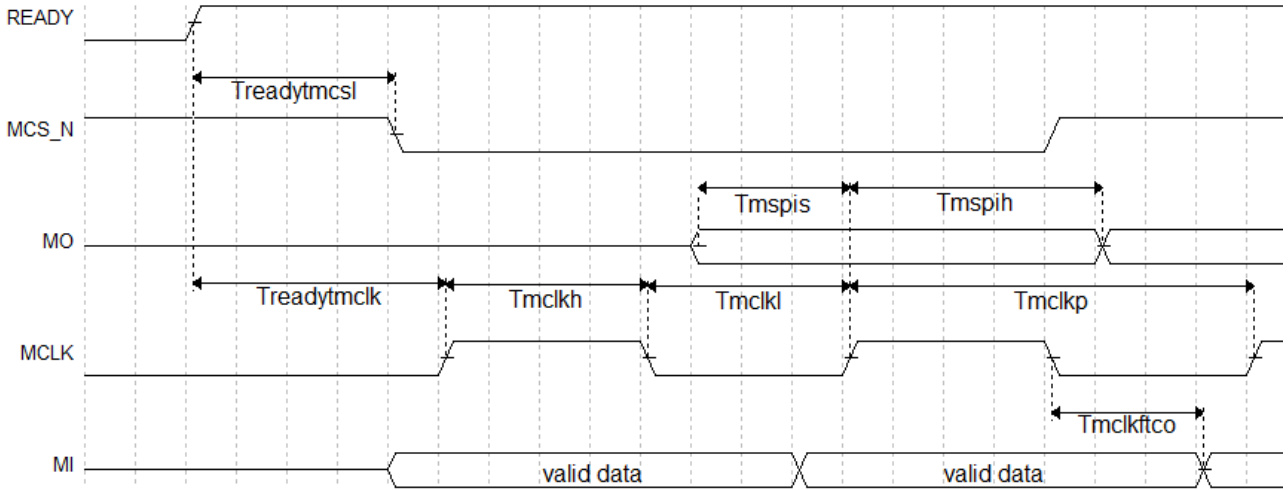 READY
Treadytmcsl
MCS_N
Tmspis
Tmspih
MO
Treadytmclk
Tmclkh
Tmclkl
Tmclkp
MCLK
Tmclkftco
MI
valid data
valid data